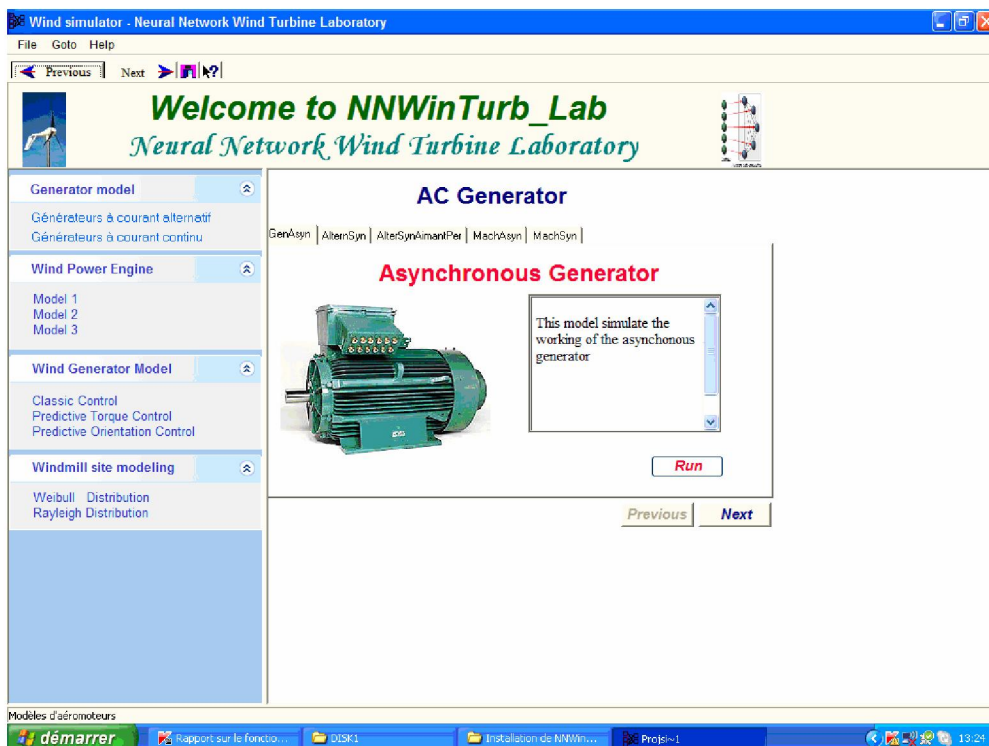 Wind simulator - Neural Network Wind Turbine Laboratory
File Goto Help
Previous Next
Welcome to NNWinTurb_Lab
Neural Network Wind Turbine Laboratory
Generator model
Générateurs à courant alternatif
Générateurs à courant continu
Wind Power Engine
Model 1
Model 2
Model 3
Wind Generator Model
Classic Control
Predictive Torque Control
Predictive Orientation Control
Windmill site modeling
Weibull Distribution
Rayleigh Distribution
AC Generator
GenAsyn AlternSyn AlterSynAimantPer MachAsyn MachSyn
Asynchronous Generator
This model simulate the
working of the asynchonous
generator
Run
Previous Next
Modèles d'aéromoteurs
démarrer Rapport sur le fonctio... DISK1 Installation de NNWin... Projsi~1 13:24